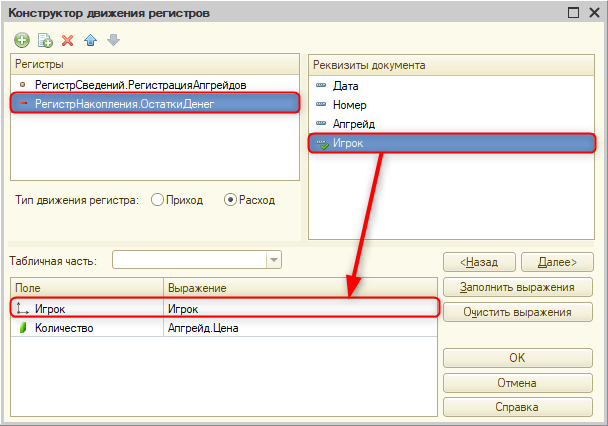 Конструктор движения регистров
Регистры
РегистрСведений.РегистрацияАпгрейдов
РегистрНакопления.ОстаткиДенег
Реквизиты документа
Дата
Номер
Апгрейд
Игрок
Тип движения регистра:
Приход
Расход
Табличная часть:
<Назад
Далее>
Поле
Выражение
Заполнить выражения
Игрок
Игрок
Очистить выражения
Количество
Апгрейд.Цена
OK
Отмена
Справка